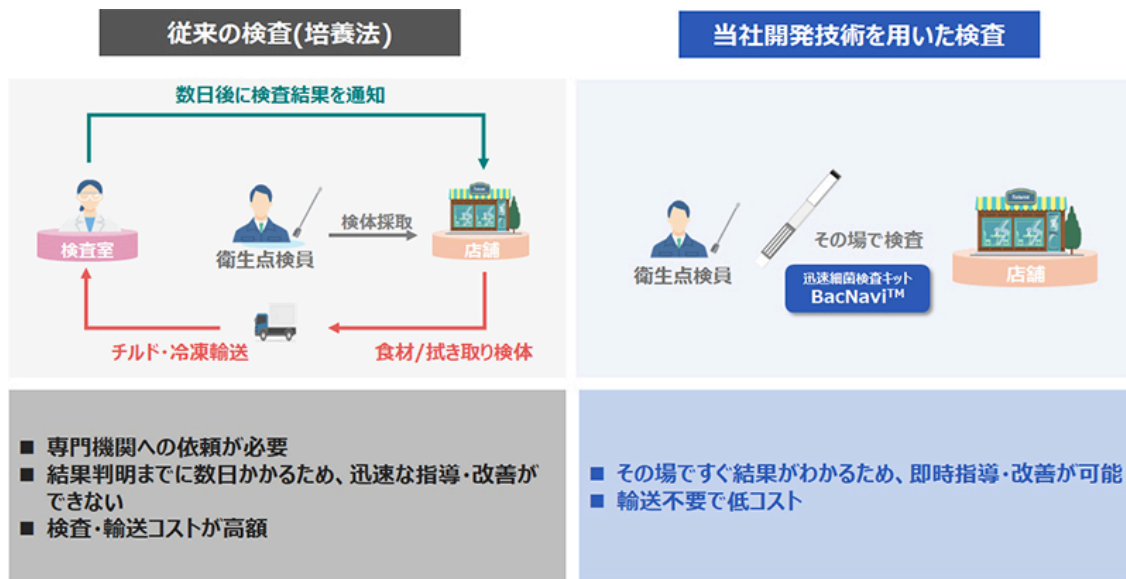 従来の検査(培養法)
数日後に検査結果を通知
検査室
衛生点検員
検体採取
店舗
チルド・冷凍輸送
食材/拭き取り検体
■ 専門機関への依頼が必要
■ 結果判明までに数日かかるため、迅速な指導・改善が
できない
■ 検査・輸送コストが高額
当社開発技術を用いた検査
衛生点検員
その場で検査
迅速細菌検査キット
BacNavi™
店舗
■ その場ですぐ結果がわかるため、即時指導・改善が可能
■ 輸送不要で低コスト